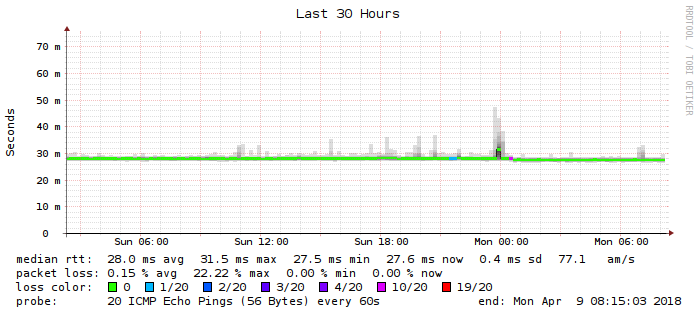 Last 30 Hours
RRDTOOL / TOBI OETIKER
Seconds
70 m
60 m
50 m
40 m
30 m
20 m
10 m
0
Sun 06:00 Sun 12:00 Sun 18:00 Mon 00:00 Mon 06:00
median rtt: 28.0 ms avg 31.5 ms max 27.5 ms min 27.6 ms now 0.4 ms sd 77.1 am/s
packet loss: 0.15 % avg 22.22 % max 0.00 % min 0.00 % now
loss color: 0 1/20 2/20 3/20 4/20 10/20 19/20
probe: 20 ICMP Echo Pings (56 Bytes) every 60s end: Mon Apr 9 08:15:03 2018